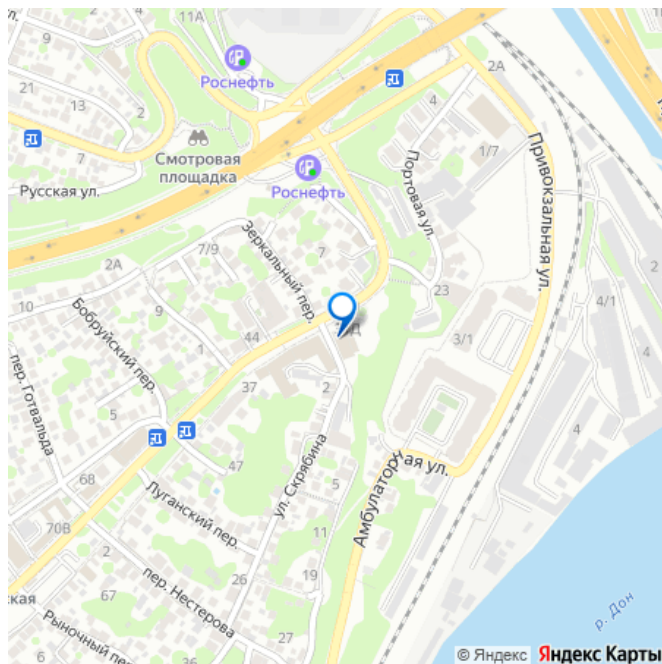 11А
ул.
9
Роснефть
2А
21
13
2
4
7
Смотровая
площадка
1/7
Привокзальная ул.
Русская ул.
Роснефть
Портовая ул.
7/9
Зеркальный пер.
7
2А
2
10
9
23
4/1
Бобруйский пер.
44
3/1
1
пер. Готвальда
37
2
5
4
47
68
ул. Скрябина
Амбулаторная ул.
5
Луганский пер.
70В
11
2
26
19
пер. Нестерова
67
р. Дон
ская
Рыночный пер.
27
6
36
© Яндекс Яндекс Карты